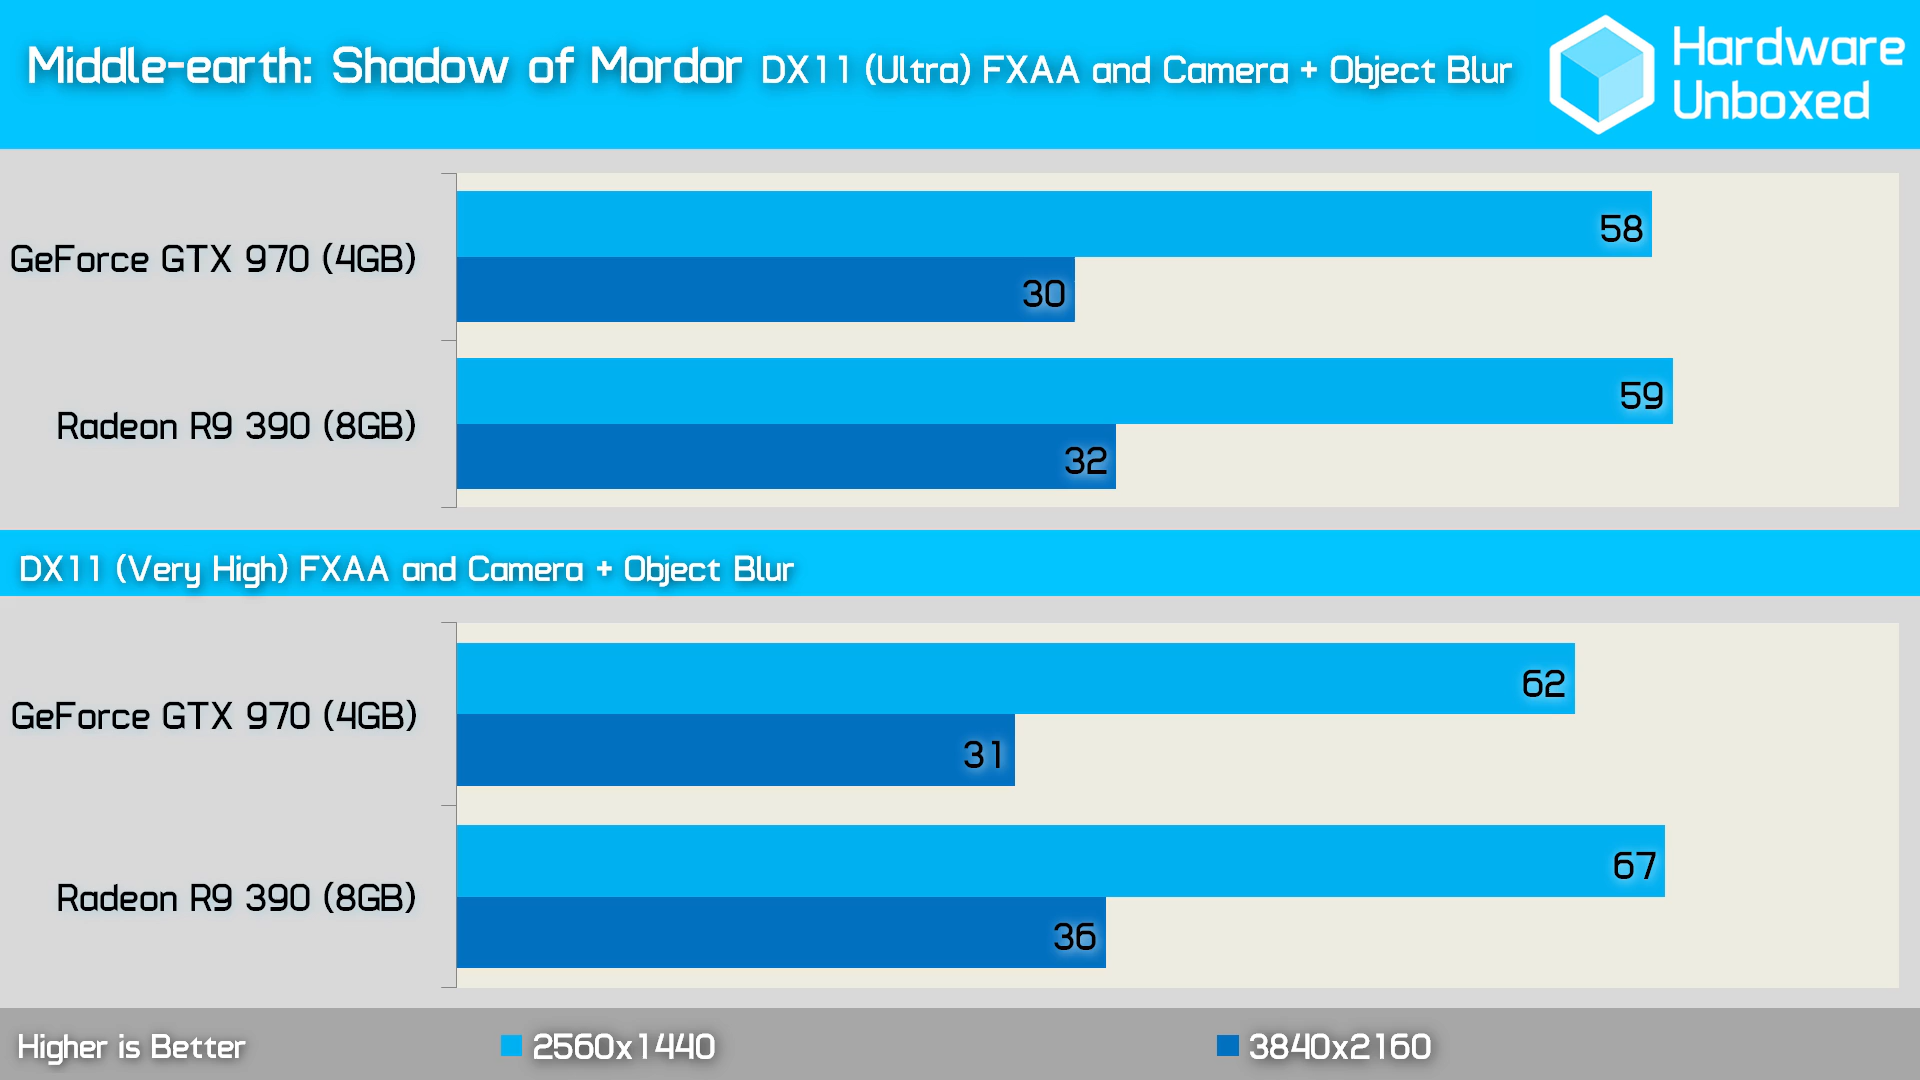 Middle-earth: Shadow of Mordor DX11 (Ultra) FXAA and Camera + Object Blur
Hardware
Unboxed
GeForce GTX 970 (4GB)
58
30
Radeon R9 390 (8GB)
59
32
DX11 (Very High) FXAA and Camera + Object Blur
GeForce GTX 970 (4GB)
62
31
Radeon R9 390 (8GB)
67
36
Higher is Better
2560x1440
3840x2160